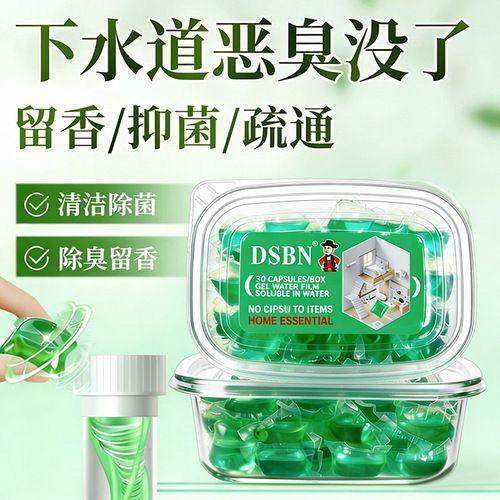 下水道恶臭没了
留香/抑菌/疏通
清洁除菌
除臭留香
DSBN®
30 CAPSULES/BOX
GEL WATER FILM
SOLUBLE IN WATER
NO CIPSU TO ITEMS
HOME ESSENTIAL